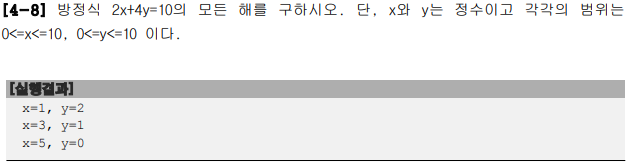 [4-8] 방정식 2x+4y=10의 모든 해를 구하시오. 단, x와 y는 정수이고 각각의 범위는
0<=x<=10, 0<=y<=10 이다.
[실행결과]
x=1, y=2
x=3, y=1
x=5, y=0